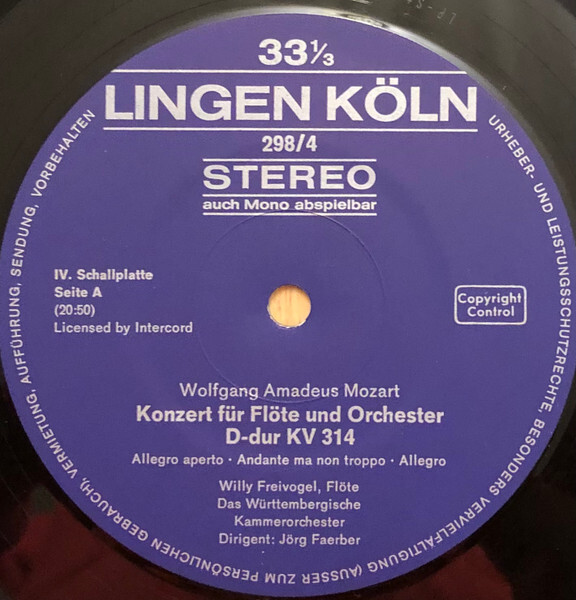 33⅓
LINGEN KÖLN
298/4
STEREO
auch Mono abspielbar
IV. Schallplatte
Seite A
(20:50)
Licensed by Intercord
Copyright
Control
Wolfgang Amadeus Mozart
Konzert für Flöte und Orchester
D-dur KV 314
Allegro aperto · Andante ma non troppo · Allegro
Willy Freivogel, Flöte
Das Württembergische
Kammerorchester
Dirigent: Jörg Faerber
URHEBER- UND LEISTUNGSSCHUTZRECHTE, BESONDERS VERVIELFÄLTIGUNG (AUSSER ZUM PERSÖNLICHEN GEBRAUCH), VERMIETUNG, AUFFÜHRUNG, SENDUNG, VORBEHALTEN